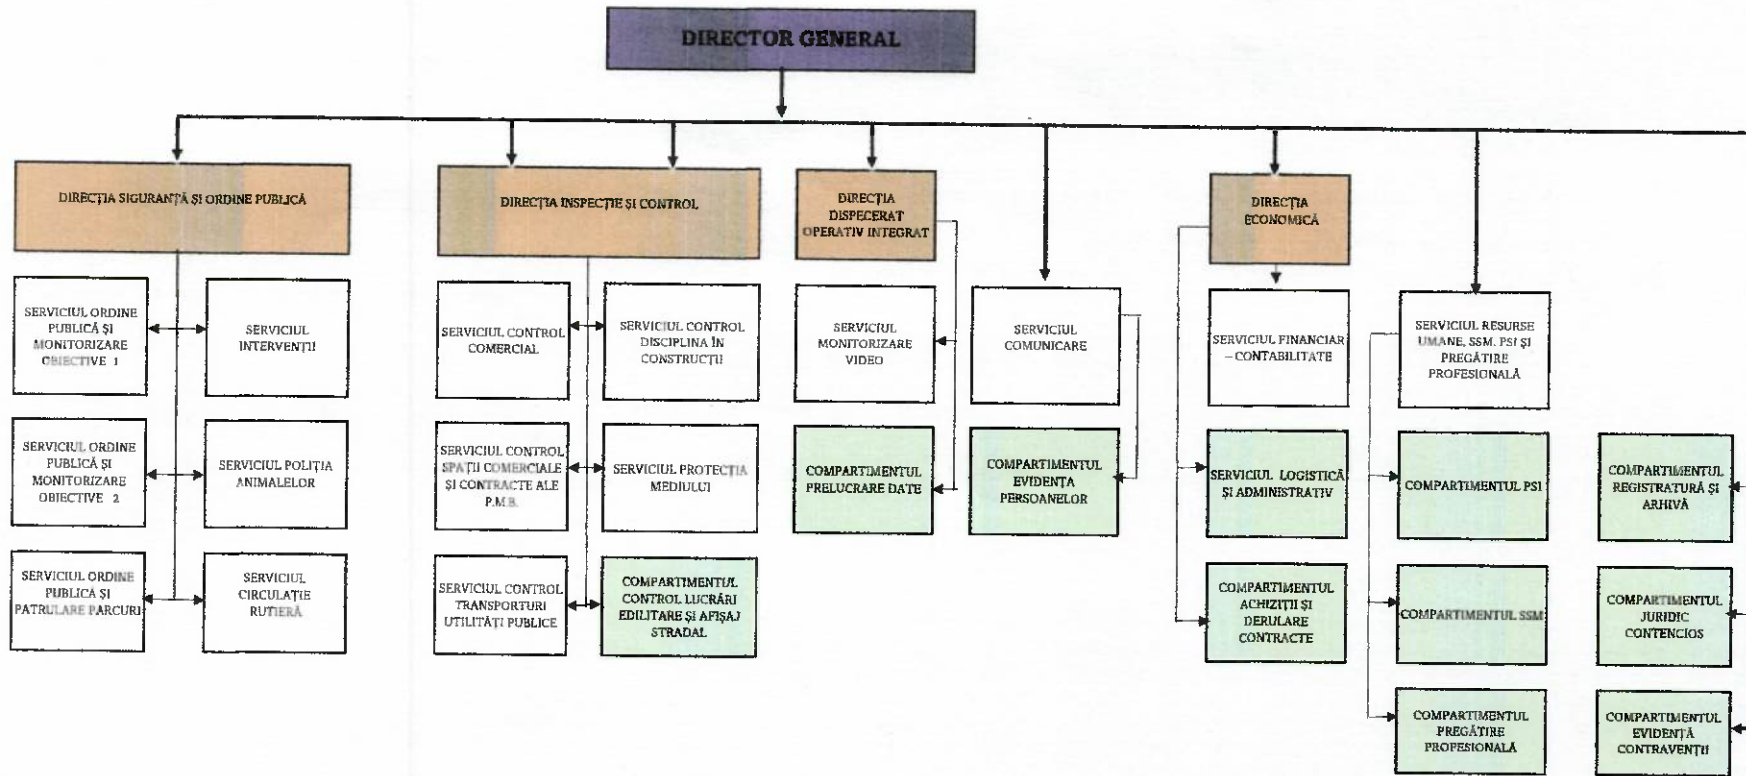 DIRECTOR GENERAL
DIRECȚIA SIGURANȚĂ ȘI ORDINE PUBLICĂ
DIRECȚIA INSPECȚIE ȘI CONTROL
DIRECȚIA
DISPECERAT
OPERATIV INTEGRAT
DIRECȚIA
ECONOMICĂ
SERVICIUL ORDINE
PUBLICĂ ȘI
MONITORIZARE
OBIECTIVE 1
SERVICIUL
INTERVENȚII
SERVICIUL CONTROL
COMERCIAL
SERVICIUL CONTROL
DISCIPLINA ÎN
CONSTRUCȚII
SERVICIUL
MONITORIZARE
VIDEO
SERVICIUL
COMUNICARE
SERVICIUL FINANCIAR
– CONTABILITATE
SERVICIUL RESURSE
UMANE, SSM. PSI ȘI
PREGĂTIRE
PROFESIONALĂ
SERVICIUL ORDINE
PUBLICĂ ȘI
MONITORIZARE
OBIECTIVE 2
SERVICIUL POLIȚIA
ANIMALELOR
SERVICIUL CONTROL
SPAȚII COMERCIALE
ȘI CONTRACTE ALE
P.M.B.
SERVICIUL PROTECȚIA
MEDIULUI
COMPARTIMENTUL
PRELUCRARE DATE
COMPARTIMENTUL
EVIDENȚA
PERSOANELOR
SERVICIUL LOGISTICĂ
ȘI ADMINISTRATIV
COMPARTIMENTUL PSI
COMPARTIMENTUL
REGISTRATURĂ ȘI
ARHIVĂ
SERVICIUL ORDINE
PUBLICĂ ȘI
PATRULARE PARCURI
SERVICIUL
CIRCULAȚIE
RUTIERĂ
SERVICIUL CONTROL
TRANSPORTURI
UTILITĂȚI PUBLICE
COMPARTIMENTUL
CONTROL LUCRĂRI
EDILITARE ȘI AFIȘAJ
STRADAL
COMPARTIMENTUL
ACHIZIȚII ȘI
DERULARE
CONTRACTE
COMPARTIMENTUL SSM
COMPARTIMENTUL
JURIDIC
CONTENCIOS
COMPARTIMENTUL
PREGĂTIRE
PROFESIONALĂ
COMPARTIMENTUL
EVIDENȚĂ
CONTRAVENȚII